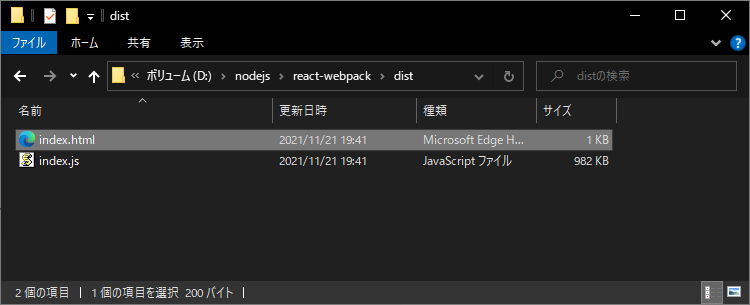 dist
ファイル ホーム 共有 表示
« ボリューム (D:) › nodejs › react-webpack › dist distの検索
名前 更新日時 種類 サイズ
index.html 2021/11/21 19:41 Microsoft Edge H... 1 KB
index.js 2021/11/21 19:41 JavaScript ファイル 982 KB
2 個の項目 1 個の項目を選択 200 バイト